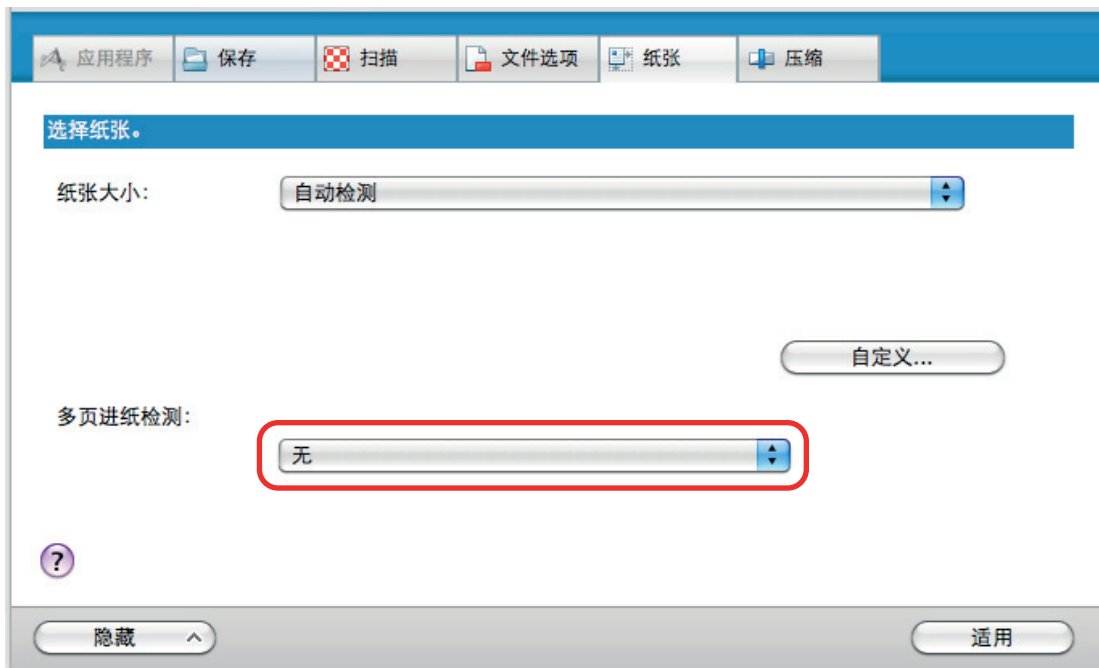 应用程序 保存 扫描 文件选项 纸张 压缩
选择纸张。
纸张大小: 自动检测
自定义...
多页进纸检测:
无
?
隐藏 适用